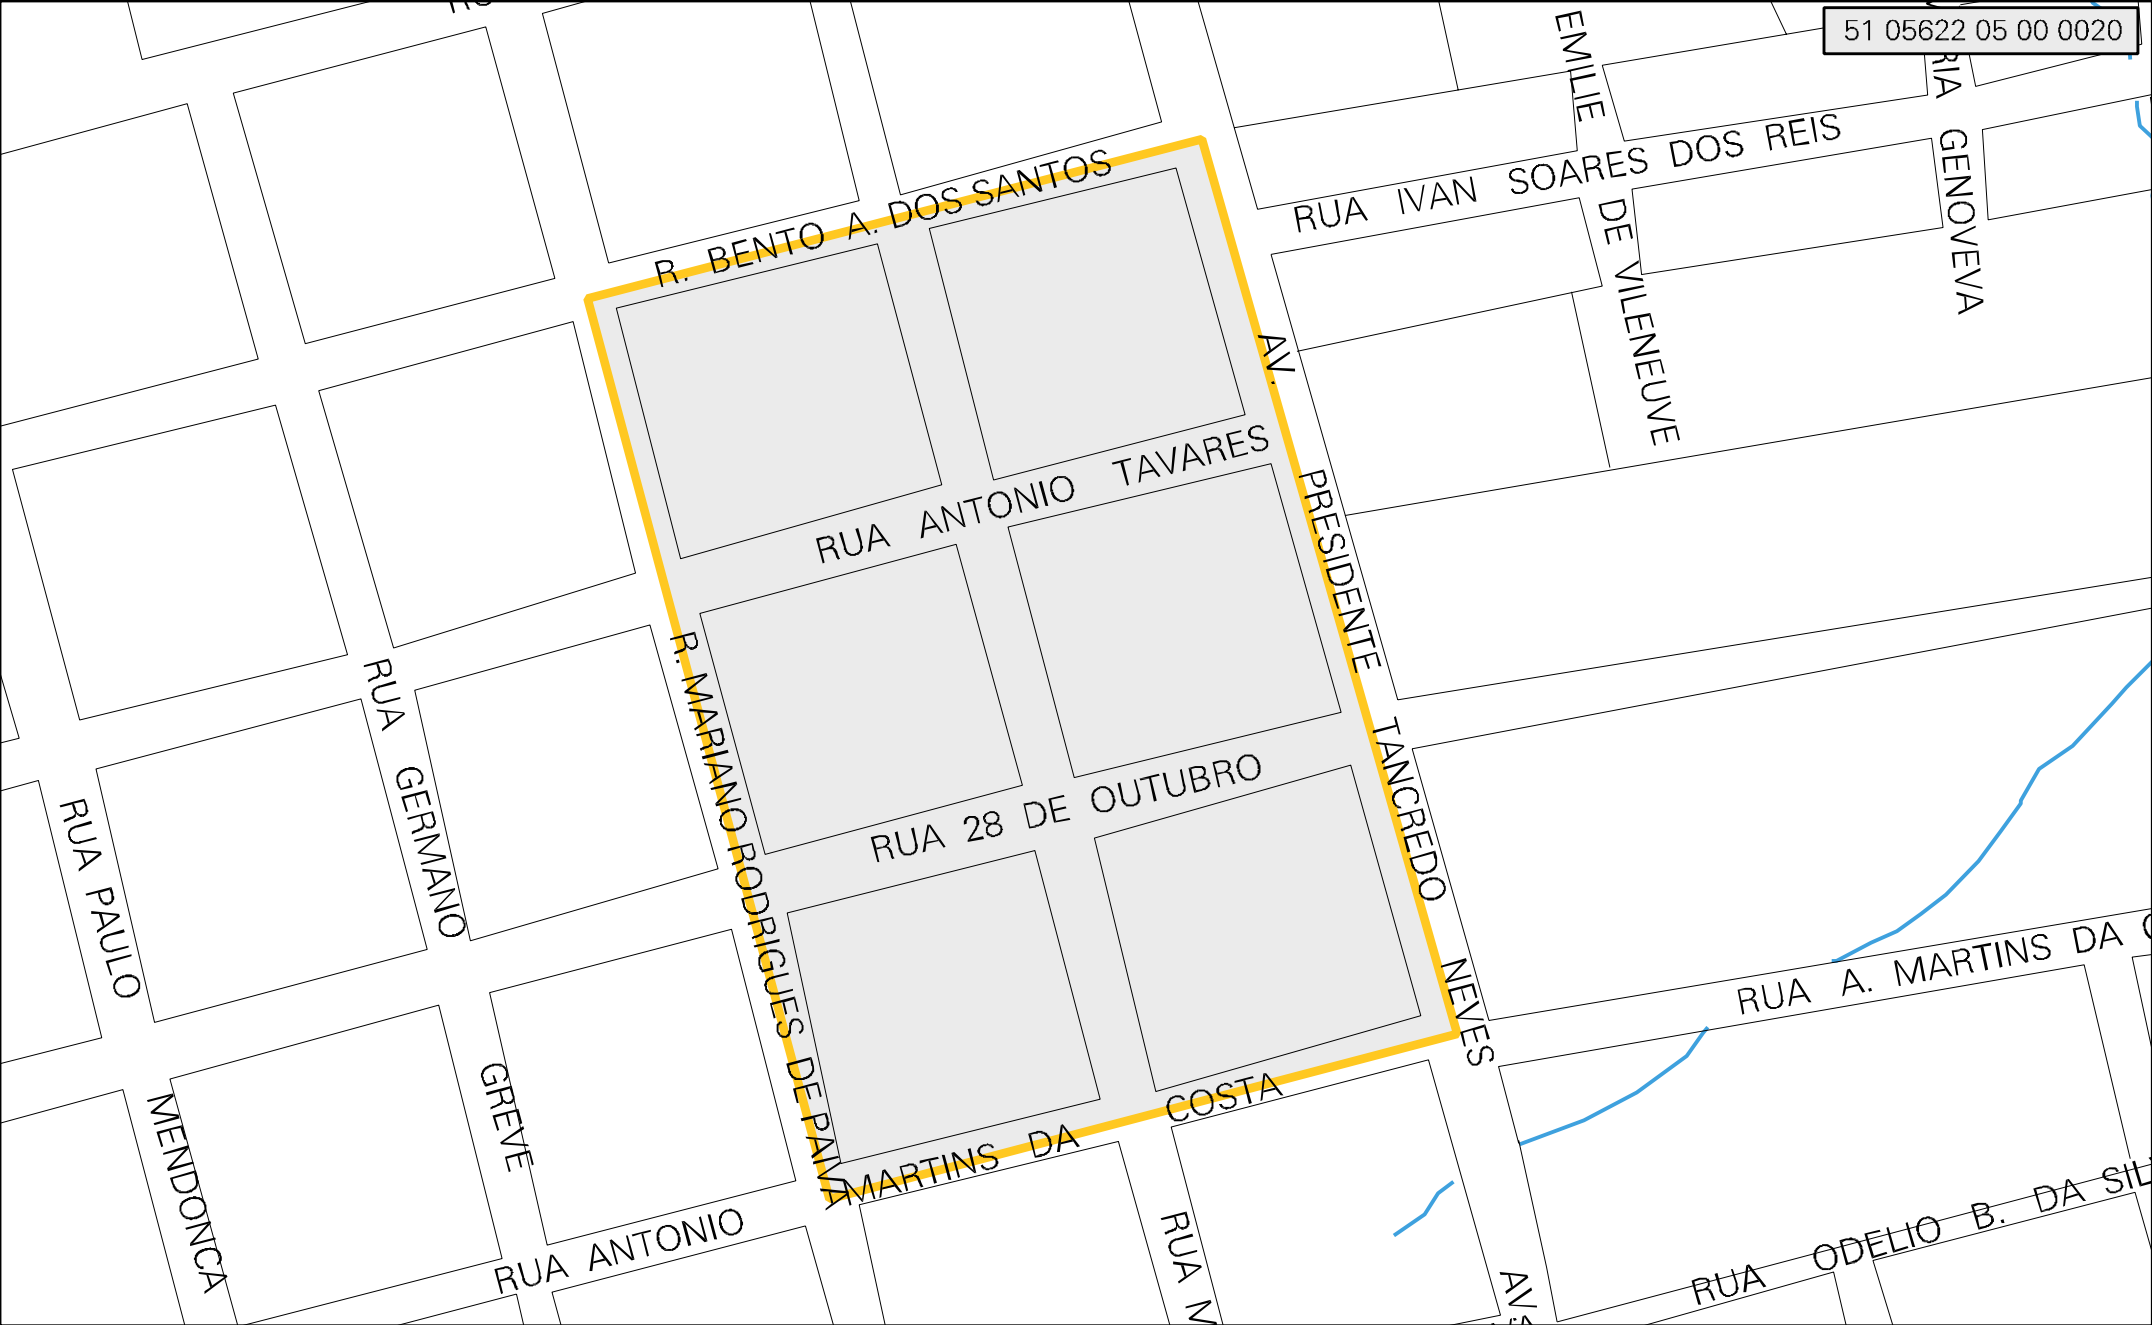 51 05622 05 00 0020
EMILIE DE VILENEUVE
GENOVEVA
RUA IVAN SOARES DOS REIS
R. BENTO A. DOS SANTOS
AV. PRESIDENTE TANCREDO NEVES
RUA ANTONIO TAVARES
R. MARIANO RODRIGUES DE PAIVA
RUA GERMANO GREVE
RUA 28 DE OUTUBRO
RUA PAULO MENDONCA
RUA A. MARTINS DA
RUA ANTONIO MARTINS DA COSTA
RUA ODELIO B. DA SIL
RUA M